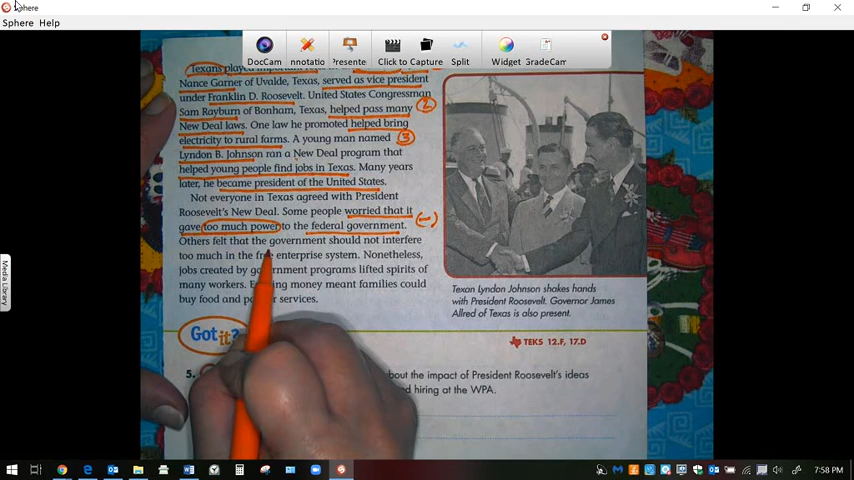 Sphere
Sphere Help
DocCam
nnotatio
Presente
Click to Capture
Split
Widget
GradeCam
Media Library
Texans played important
Nance Garner of Uvalde, Texas, served as vice president
under Franklin D. Roosevelt. United States Congressman
Sam Rayburn of Bonham, Texas, helped pass many
2
New Deal laws. One law he promoted helped bring
electricity to rural farms. A young man named
3
Lyndon B. Johnson ran a New Deal program that
helped young people find jobs in Texas. Many years
later, he became president of the United States.
Not everyone in Texas agreed with President
Roosevelt's New Deal. Some people worried that it
gave too much power to the federal government.
(-)
Others felt that the government should not interfere
too much in the free enterprise system. Nonetheless,
jobs created by government programs lifted spirits of
many workers. money meant families could
buy food and services.
Texan Lyndon Johnson shakes hands
with President Roosevelt. Governor James
Allred of Texas is also present.
Got it?
TEKS 12.F, 17.D
5. about the impact of President Roosevelt's ideas
d hiring at the WPA.
7:58 PM